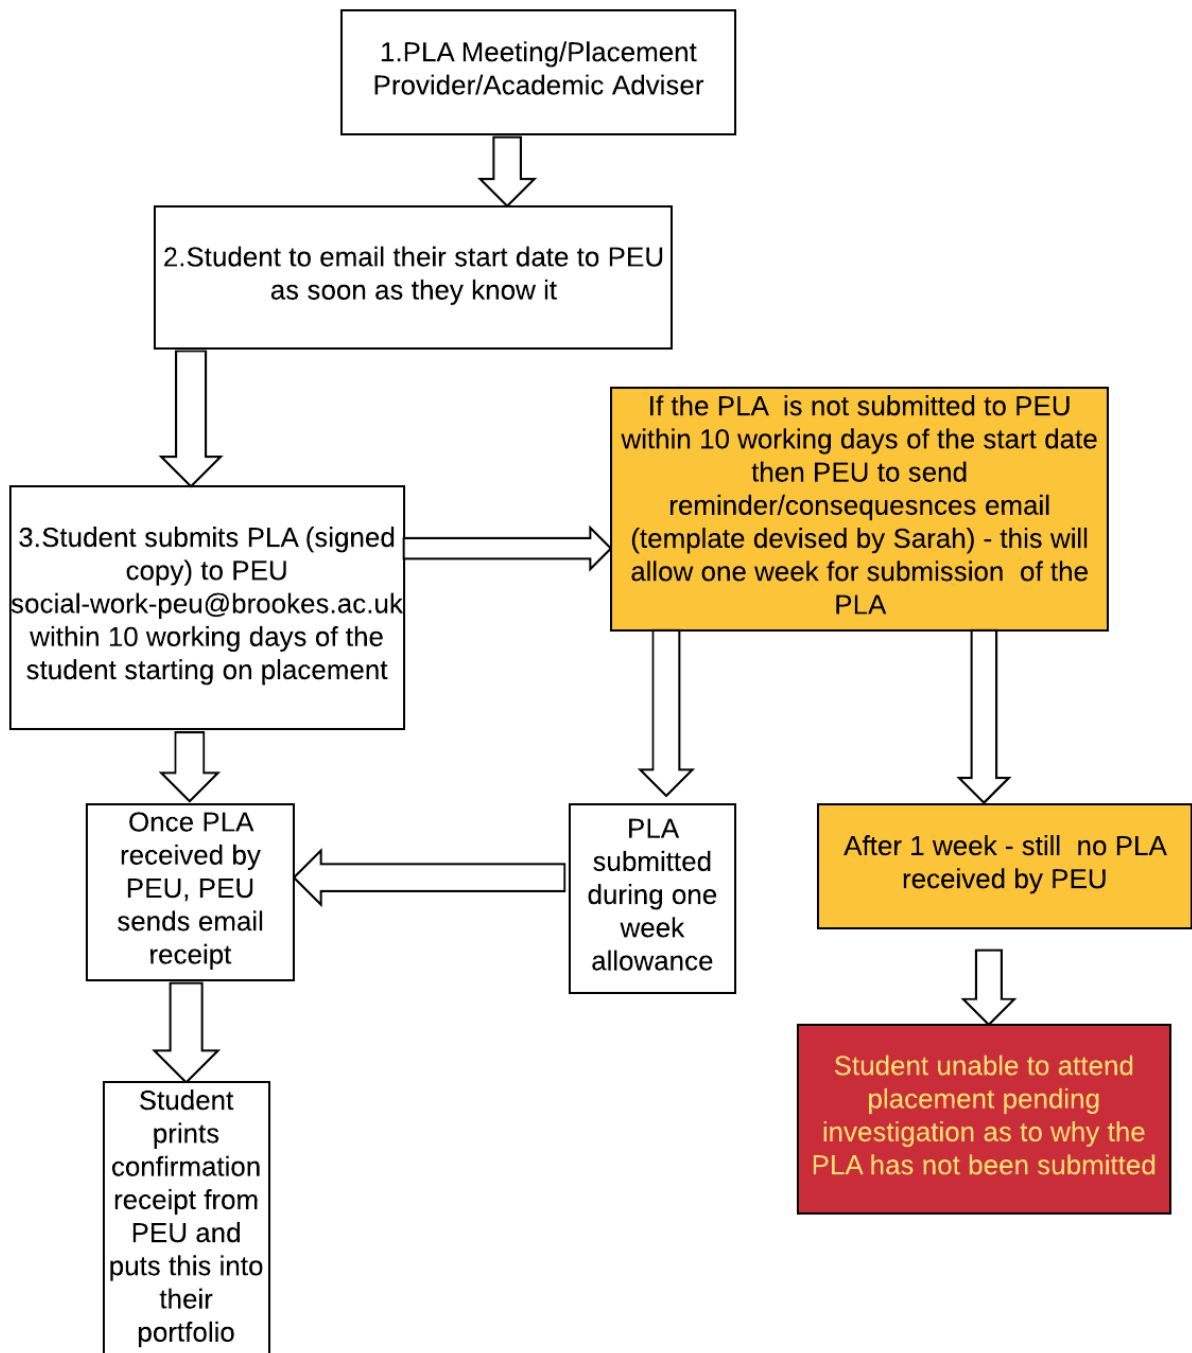 1.PLA Meeting/Placement
Provider/Academic Adviser
2.Student to email their start date to PEU
as soon as they know it
3.Student submits PLA (signed
copy) to PEU
social-work-peu@brookes.ac.uk
within 10 working days of the
student starting on placement
If the PLA is not submitted to PEU
within 10 working days of the start date
then PEU to send
reminder/consequesnces email
(template devised by Sarah) - this will
allow one week for submission of the
PLA
Once PLA
received by
PEU, PEU
sends email
receipt
PLA
submitted
during one
week
allowance
After 1 week - still no PLA
received by PEU
Student unable to attend
placement pending
investigation as to why the
PLA has not been submitted
Student
prints
confirmation
receipt from
PEU and
puts this into
their
portfolio